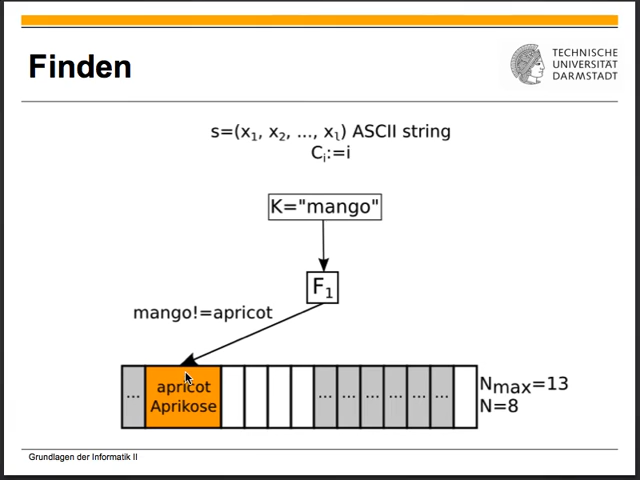 Finden
TECHNISCHE
UNIVERSITÄT
DARMSTADT
s=(x₁, x₂, ..., xₗ) ASCII string
Cᵢ:=i
K="mango"
F₁
mango!=apricot
... apricot ... ... ... ... ... ...
Aprikose
Nmax=13
N=8
Grundlagen der Informatik II